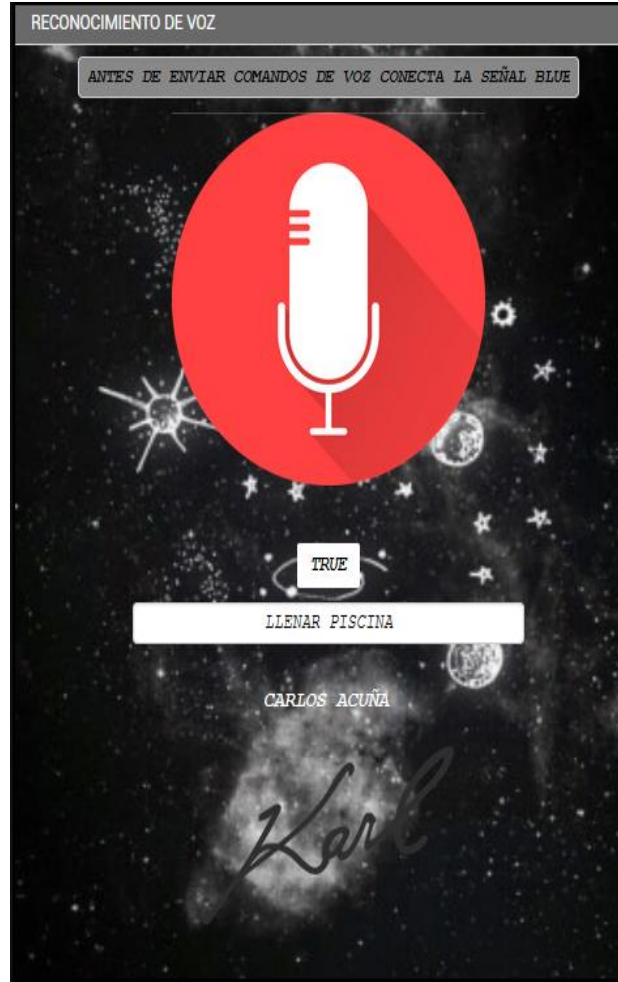 RECONOCIMIENTO DE VOZ
ANTES DE ENVIAR COMANDOS DE VOZ CONECTA LA SEÑAL BLUE
TRUE
LLENAR PISCINA
CARLOS ACUÑA
Karl